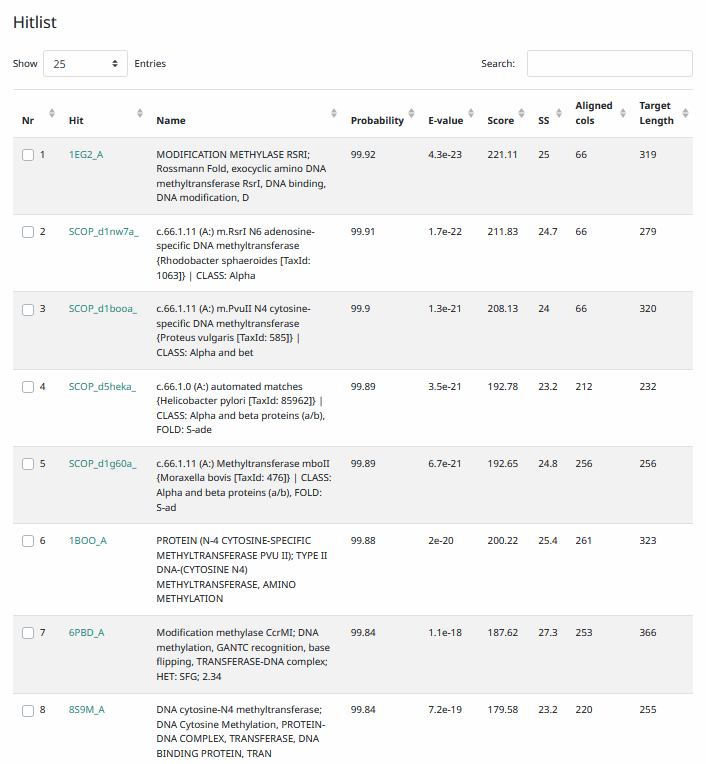 Hitlist
Show 25 Entries Search:
Nr Hit Name Probability E-value Score SS Aligned cols Target Length
1 1EG2_A MODIFICATION METHYLASE RSRI; 99.92 4.3e-23 221.11 25 66 319
Rossmann Fold, exocyclic amino DNA
methyltransferase RsrI, DNA binding,
DNA modification, D
2 SCOP_d1nw7a_ c.66.1.11 (A:) m.RsrI N6 adenosine- 99.91 1.7e-22 211.83 24.7 66 279
specific DNA methyltransferase
{Rhodobacter sphaeroides [TaxId:
1063]} | CLASS: Alpha
3 SCOP_d1booa_ c.66.1.11 (A:) m.PvuII N4 cytosine- 99.9 1.3e-21 208.13 24 66 320
specific DNA methyltransferase
{Proteus vulgaris [TaxId: 585]} |
CLASS: Alpha and bet
4 SCOP_d5heka_ c.66.1.0 (A:) automated matches 99.89 3.5e-21 192.78 23.2 212 232
{Helicobacter pylori [TaxId: 85962]} |
CLASS: Alpha and beta proteins (a/b),
FOLD: S-ade
5 SCOP_d1g60a_ c.66.1.11 (A:) Methyltransferase mboII 99.89 6.7e-21 192.65 24.8 256 256
{Moraxella bovis [TaxId: 476]} | CLASS:
Alpha and beta proteins (a/b), FOLD:
S-ad
6 1BOO_A PROTEIN (N-4 CYTOSINE-SPECIFIC 99.88 2e-20 200.22 25.4 261 323
METHYLTRANSFERASE PVU II); TYPE II
DNA-(CYTOSINE N4)
METHYLTRANSFERASE, AMINO
METHYLATION
7 6PBD_A Modification methylase CcrMI; DNA 99.84 1.1e-18 187.62 27.3 253 366
methylation, GANTC recognition, base
flipping, TRANSFERASE-DNA complex;
HET: SFG; 2.34
8 8S9M_A DNA cytosine-N4 methyltransferase; 99.84 7.2e-19 179.58 23.2 220 255
DNA Cytosine Methylation, PROTEIN-
DNA COMPLEX, TRANSFERASE, DNA
BINDING PROTEIN, TRAN